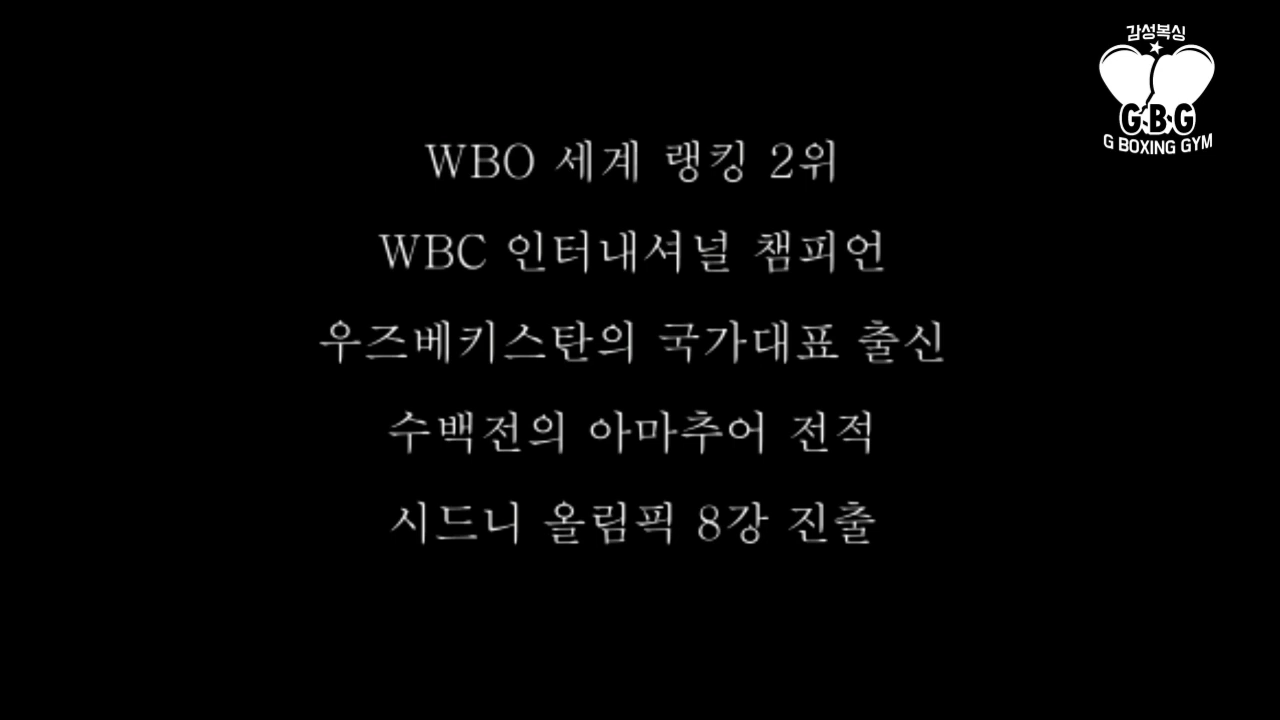 감성복싱
G·B·G
G BOXING GYM
WBO 세계 랭킹 2위
WBC 인터내셔널 챔피언
우즈베키스탄의 국가대표 출신
수백전의 아마추어 전적
시드니 올림픽 8강 진출